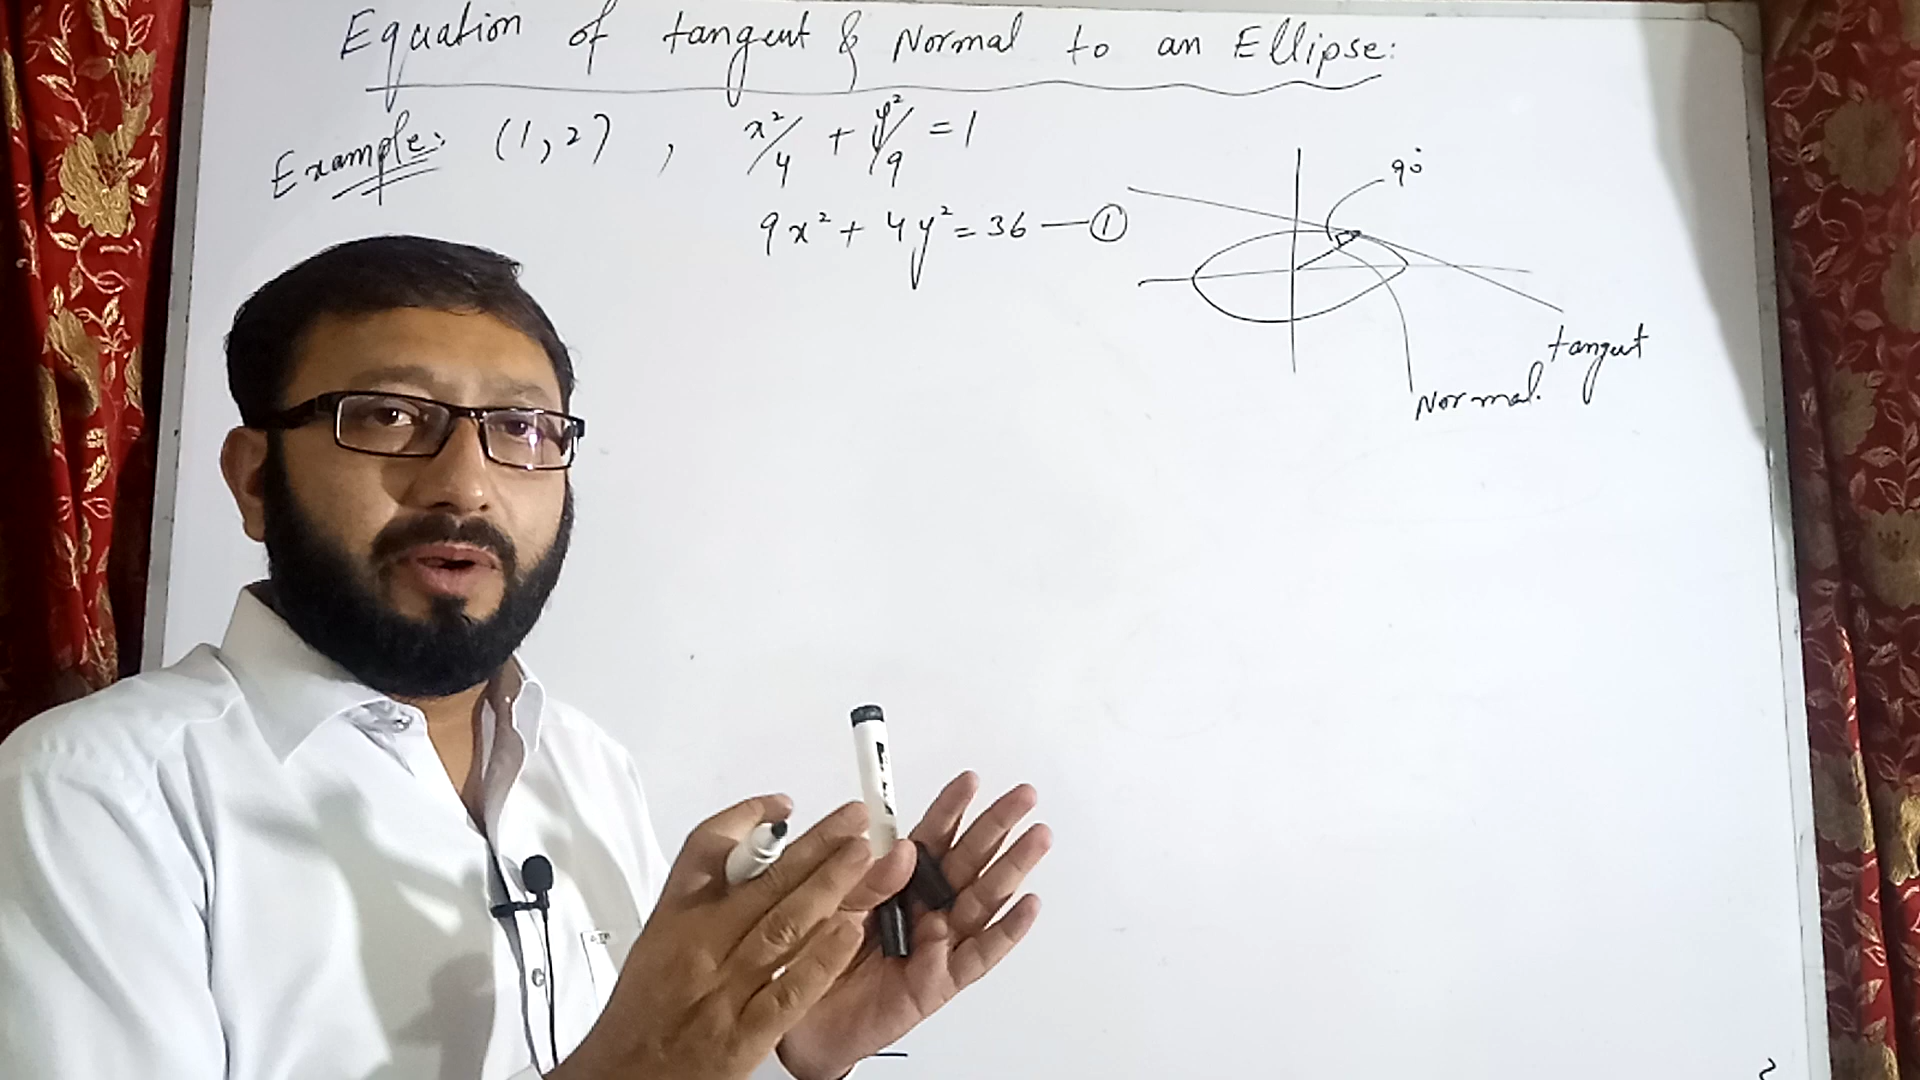 Equation of tangent & Normal to an Ellipse:
Example: (1,2) , x²/4 + y²/9 = 1
9x² + 4y² = 36 — ①
90°
tangent
Normal.